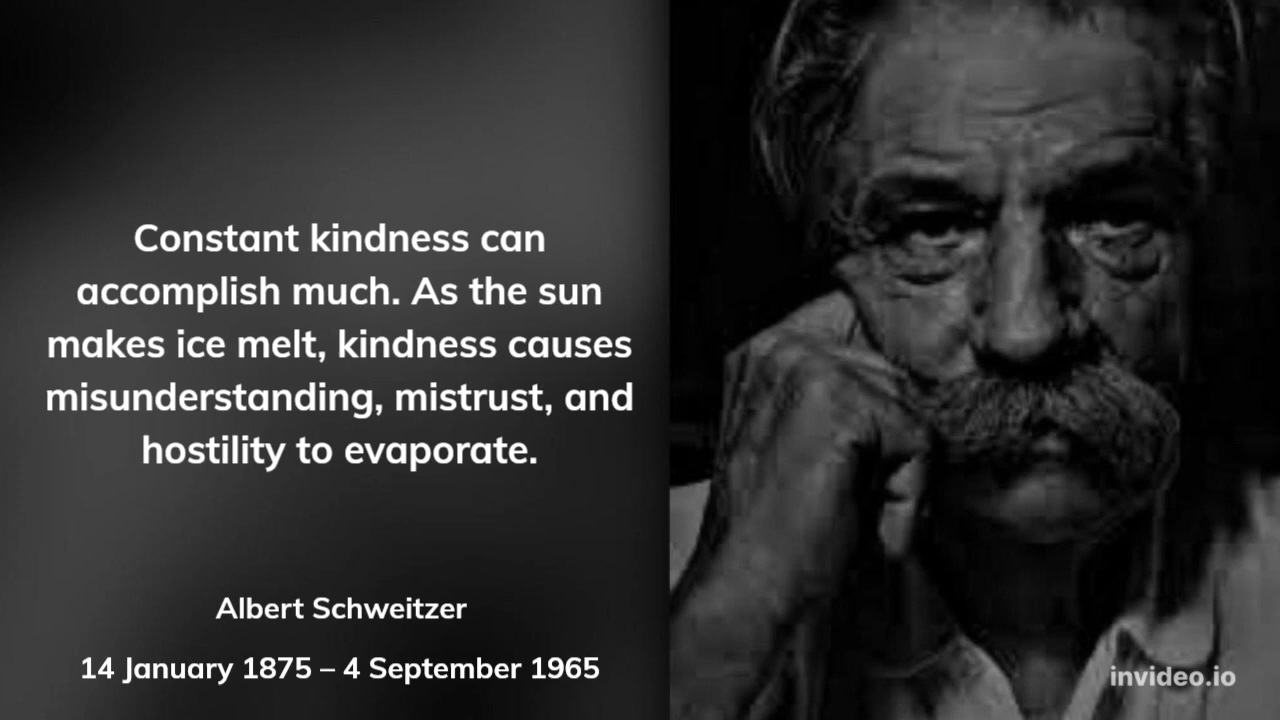 Constant kindness can
accomplish much. As the sun
makes ice melt, kindness causes
misunderstanding, mistrust, and
hostility to evaporate.
Albert Schweitzer
14 January 1875 – 4 September 1965
invideo.io